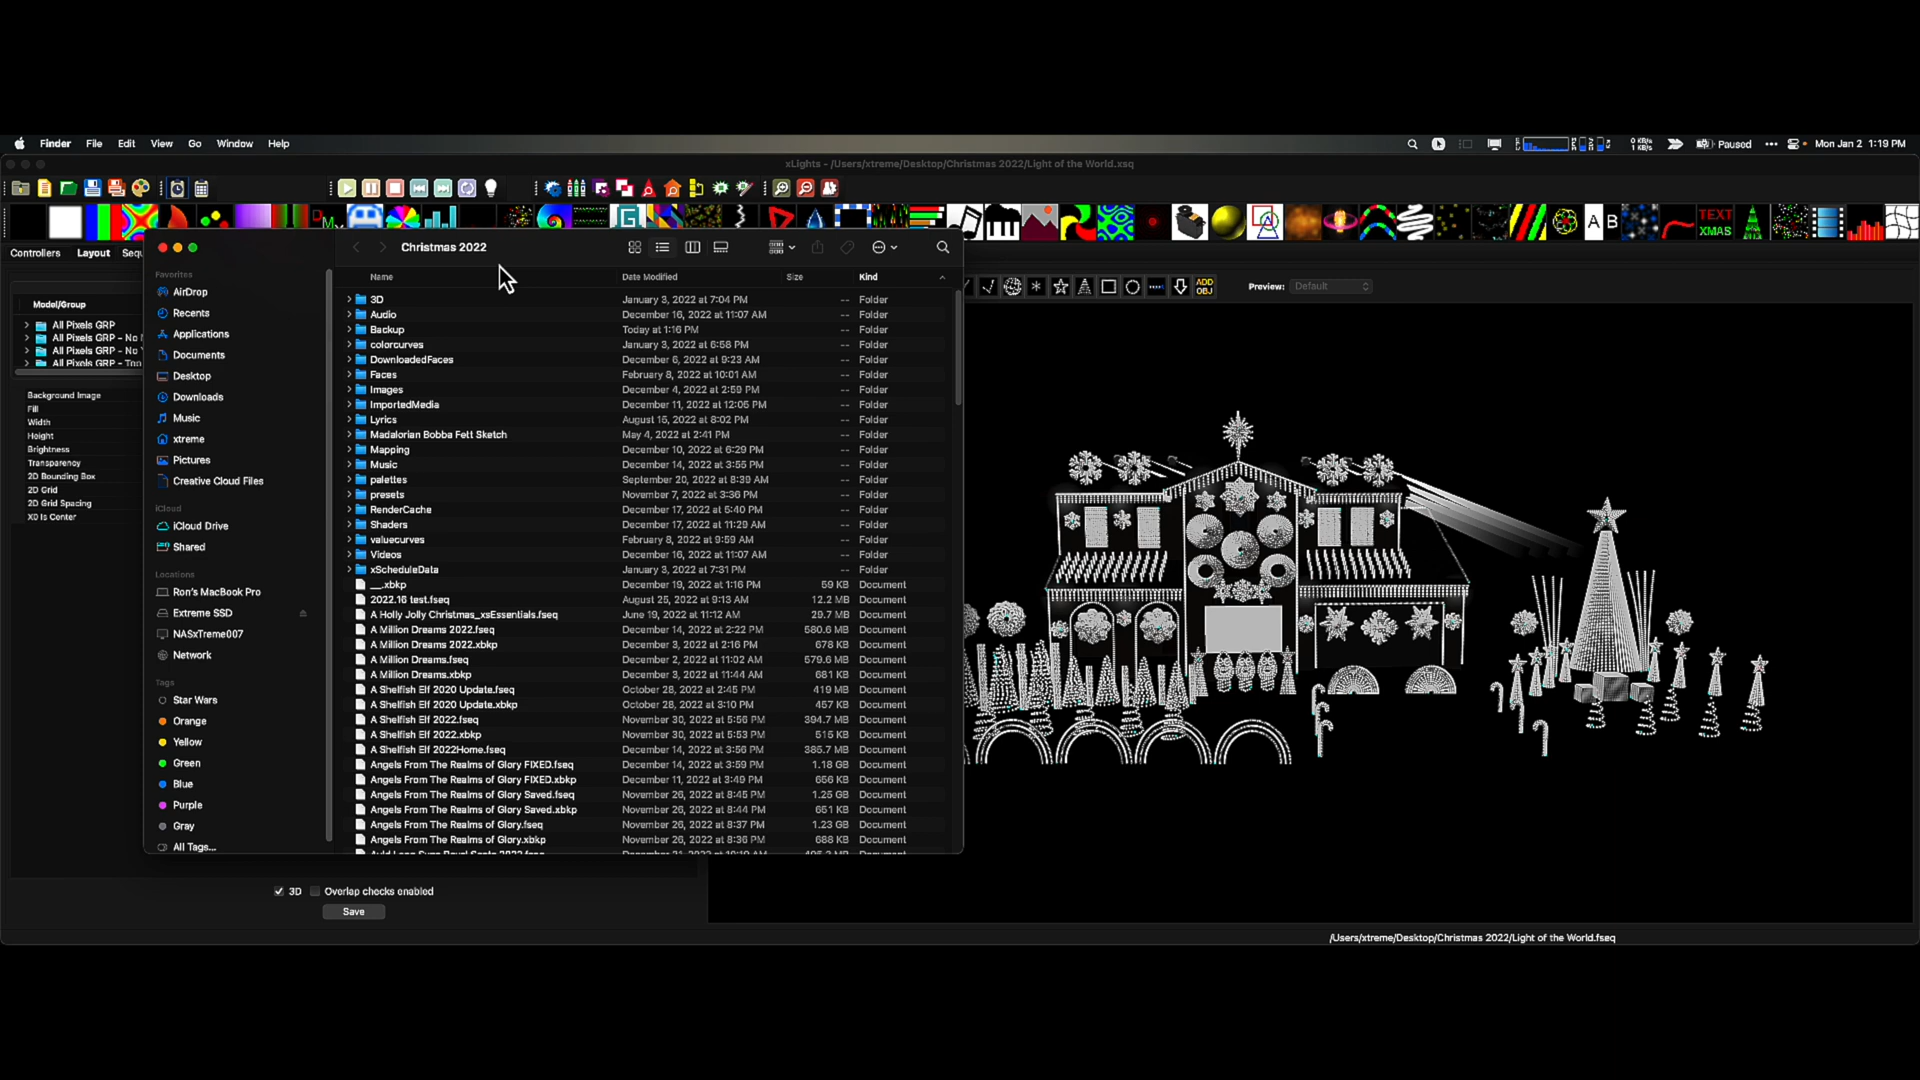 Finder File Edit View Go Window Help
Paused
Mon Jan 2 1:19 PM
xLights - /Users/xtreme/Desktop/Christmas 2022/Light of the World.xsq
A B
TEXT
XMAS
Controllers Layout Sequ
Christmas 2022
Model/Group
All Pixels GRP
All Pixels GRP - No
All Pixels GRP - No
All Pixels GRP - Top
Background Image
Fill
Width
Height
Brightness
Transparency
2D Bounding Box
2D Grid
2D Grid Spacing
X0 Is Center
Favorites
AirDrop
Recents
Applications
Documents
Desktop
Downloads
Music
xtreme
Pictures
Creative Cloud Files
iCloud
iCloud Drive
Shared
Locations
Ron's MacBook Pro
Extreme SSD
NASxTreme007
Network
Tags
Star Wars
Orange
Yellow
Green
Blue
Purple
Gray
All Tags...
Name Date Modified Size Kind
3D January 3, 2022 at 7:04 PM -- Folder
Audio December 16, 2022 at 11:07 AM -- Folder
Backup Today at 1:16 PM -- Folder
colorcurves January 3, 2022 at 6:58 PM -- Folder
DownloadedFaces December 6, 2022 at 9:23 AM -- Folder
Faces February 8, 2022 at 10:01 AM -- Folder
Images December 4, 2022 at 2:59 PM -- Folder
ImportedMedia December 11, 2022 at 12:05 PM -- Folder
Lyrics August 15, 2022 at 8:02 PM -- Folder
Madalorian Bobba Fett Sketch May 4, 2022 at 2:41 PM -- Folder
Mapping December 10, 2022 at 6:29 PM -- Folder
Music December 14, 2022 at 3:55 PM -- Folder
palettes September 20, 2022 at 8:39 AM -- Folder
presets November 7, 2022 at 3:36 PM -- Folder
RenderCache December 17, 2022 at 5:40 PM -- Folder
Shaders December 17, 2022 at 11:29 AM -- Folder
valuecurves February 8, 2022 at 9:59 AM -- Folder
Videos December 16, 2022 at 11:07 AM -- Folder
xScheduleData January 3, 2022 at 7:31 PM -- Folder
__.xbkp December 19, 2022 at 1:16 PM 59 KB Document
2022.16 test.fseq August 25, 2022 at 9:13 AM 12.2 MB Document
A Holly Jolly Christmas_xsEssentials.fseq June 19, 2022 at 11:12 AM 29.7 MB Document
A Million Dreams 2022.fseq December 14, 2022 at 2:22 PM 580.6 MB Document
A Million Dreams 2022.xbkp December 3, 2022 at 2:16 PM 678 KB Document
A Million Dreams.fseq December 2, 2022 at 11:02 AM 579.6 MB Document
A Million Dreams.xbkp December 3, 2022 at 11:44 AM 681 KB Document
A Shelfish Elf 2020 Update.fseq October 28, 2022 at 2:45 PM 419 MB Document
A Shelfish Elf 2020 Update.xbkp October 28, 2022 at 3:10 PM 457 KB Document
A Shelfish Elf 2022.fseq November 30, 2022 at 5:56 PM 394.7 MB Document
A Shelfish Elf 2022.xbkp November 30, 2022 at 5:53 PM 515 KB Document
A Shelfish Elf 2022Home.fseq December 14, 2022 at 3:56 PM 385.7 MB Document
Angels From The Realms of Glory FIXED.fseq December 14, 2022 at 3:59 PM 1.18 GB Document
Angels From The Realms of Glory FIXED.xbkp December 11, 2022 at 3:49 PM 656 KB Document
Angels From The Realms of Glory Saved.fseq November 26, 2022 at 8:45 PM 1.25 GB Document
Angels From The Realms of Glory Saved.xbkp November 26, 2022 at 8:44 PM 651 KB Document
Angels From The Realms of Glory.fseq November 26, 2022 at 8:37 PM 1.23 GB Document
Angels From The Realms of Glory.xbkp November 26, 2022 at 8:36 PM 688 KB Document
ADD
OBJ
Preview: Default
3D Overlap checks enabled
Save
/Users/xtreme/Desktop/Christmas 2022/Light of the World.fseq